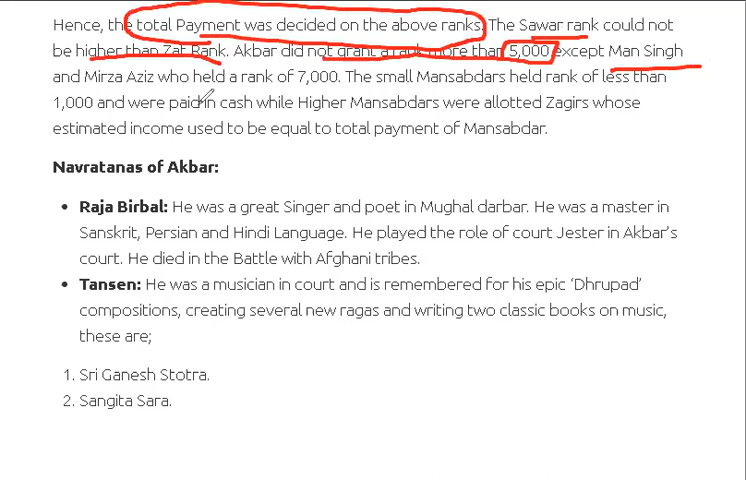 Hence, the total Payment was decided on the above ranks. The Sawar rank could not
be higher than Zat Rank. Akbar did not grant a rank more than 5,000 except Man Singh
and Mirza Aziz who held a rank of 7,000. The small Mansabdars held rank of less than
1,000 and were paid in cash while Higher Mansabdars were allotted Zagirs whose
estimated income used to be equal to total payment of Mansabdar.
Navratanas of Akbar:
• Raja Birbal: He was a great Singer and poet in Mughal darbar. He was a master in
Sanskrit, Persian and Hindi Language. He played the role of court Jester in Akbar’s
court. He died in the Battle with Afghani tribes.
• Tansen: He was a musician in court and is remembered for his epic ‘Dhrupad’
compositions, creating several new ragas and writing two classic books on music,
these are;
1. Sri Ganesh Stotra.
2. Sangita Sara.